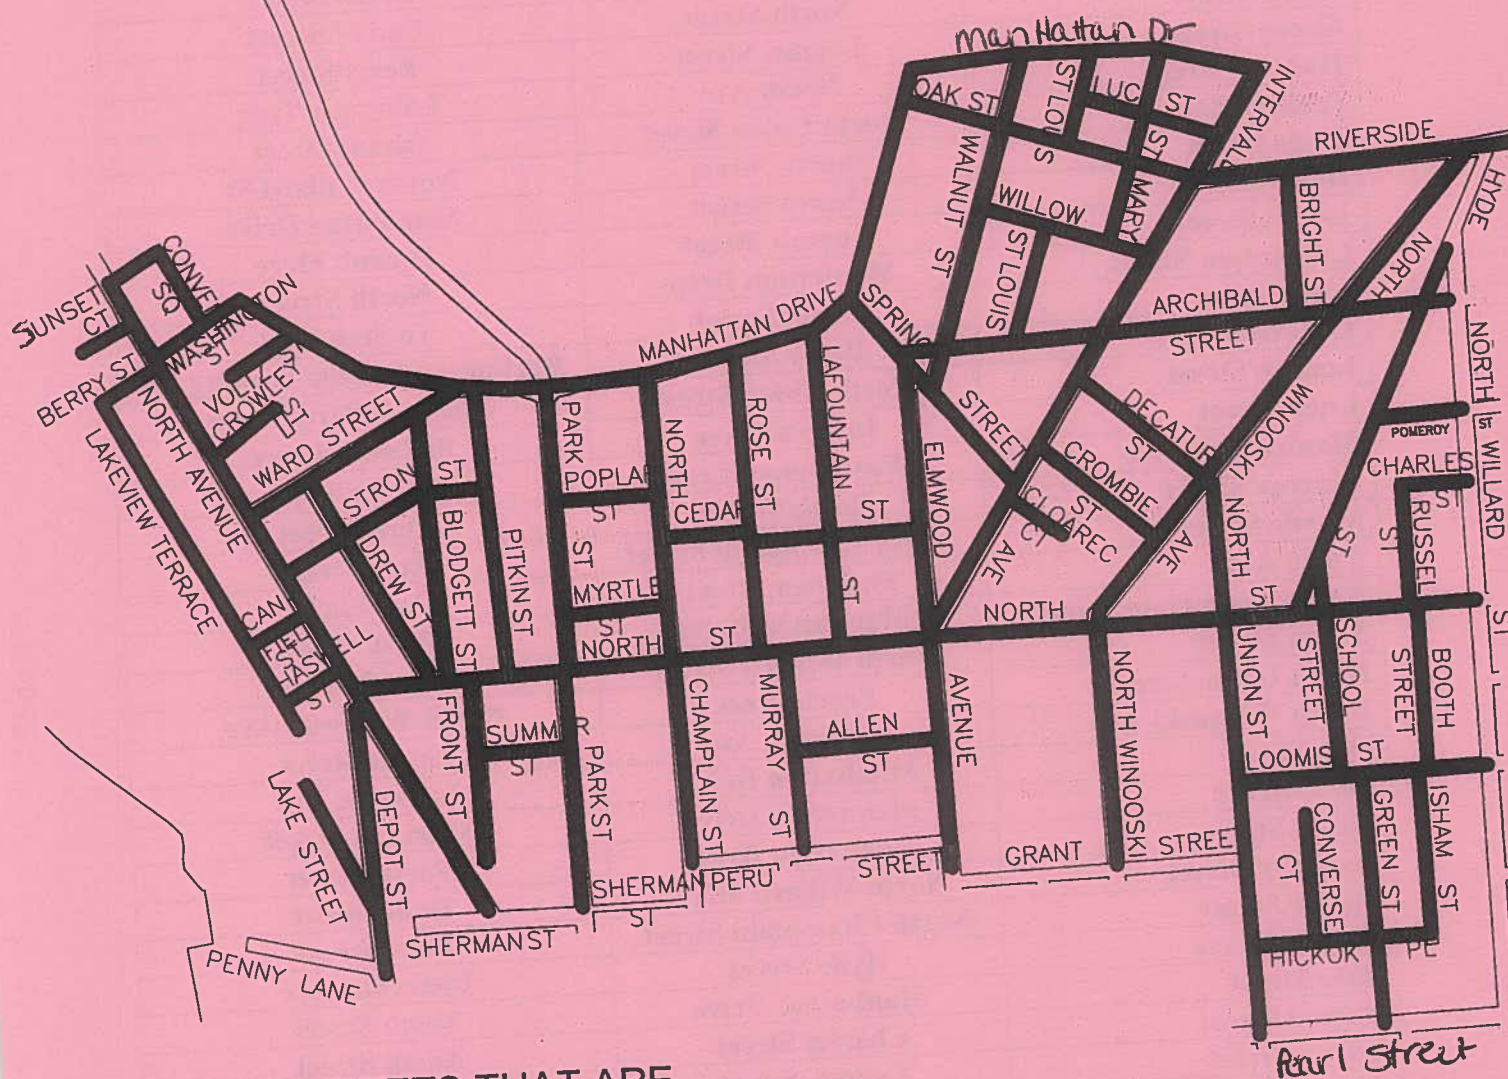 ManHattan Dr
OAK ST
ST LOUIS
LUC ST
INTERVALE
RIVERSIDE
HYDE
WALNUT ST
WILLOW
ST MARY
BRIGHT ST
NORTH
ST LOUIS
ARCHIBALD
STREET
CONVE
SQ
SUNSET
CT
WASHINGTON
ST
BERRY ST
VOLTZ ST
CROWLEY
ST
NORTH AVENUE
LAKEVIEW TERRACE
WARD STREET
MANHATTAN DRIVE
SPRING
STREET
LAFOUNTAIN
ST
ROSE ST
NORTH
PARK
ST
POPLAR
ST
CEDAR
ST
STRON
ST
BLODGETT ST
PITKIN ST
DREW ST
ELMWOOD
AVENUE
DECATUR
ST
CROMBIE
ST
CLOAREC
CT
AVE
WINOOSKI
AVE
NORTH
ST
POMEROY
ST
CHARLES
ST
RUSSEL
ST
NORTH
WILLARD
ST
MYRTLE
ST
CAN
FIELD
ST
HASWELL
ST
NORTH
ST
NORTH
ST
FRONT ST
SUMMER
ST
PARK ST
CHAMPLAIN ST
MURRAY
ST
ALLEN
ST
NORTH WINOOSKI
UNION ST
SCHOOL
STREET
BOOTH
STREET
LOOMIS ST
LAKE STREET
DEPOT ST
SHERMAN
ST
PERU
STREET
GRANT
STREE
CONVERSE
CT
GREEN ST
ISHAM ST
SHERMAN ST
PENNY LANE
HICKOK PL
Pearl Street
THAT ARE